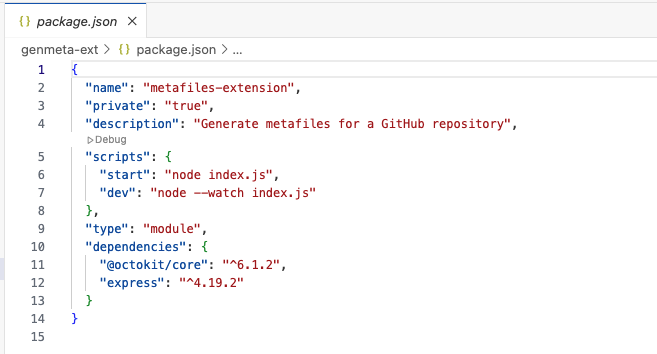 {} package.json ×
genmeta-ext > {} package.json > ...
1 {
2 "name": "metafiles-extension",
3 "private": "true",
4 "description": "Generate metafiles for a GitHub repository",
▷Debug
5 "scripts": {
6 "start": "node index.js",
7 "dev": "node --watch index.js"
8 },
9 "type": "module",
10 "dependencies": {
11 "@octokit/core": "^6.1.2",
12 "express": "^4.19.2"
13 }
14 }
15